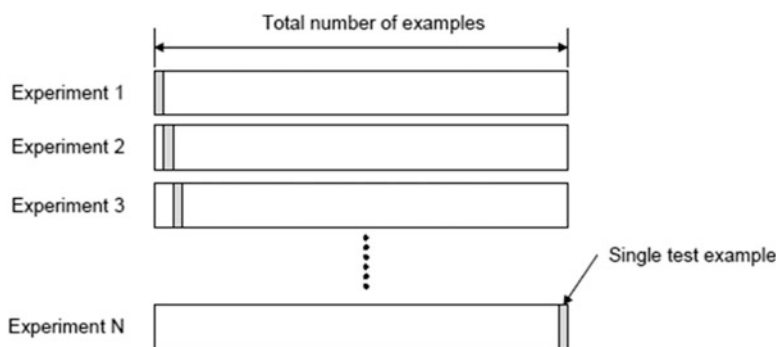 Total number of examples
Experiment 1
Experiment 2
Experiment 3
Single test example
Experiment N